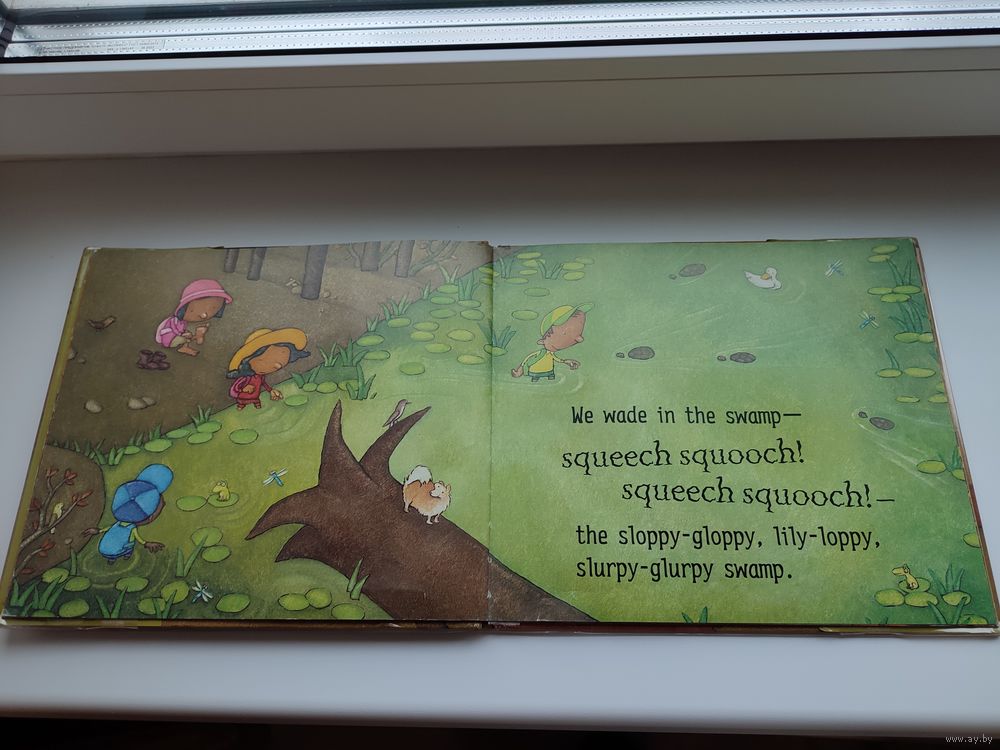 We wade in the swamp—
squeech squooch!
squeech squooch!—
the sloppy-gloppy, lily-loppy,
slurpy-glurpy swamp.
www.ay.by